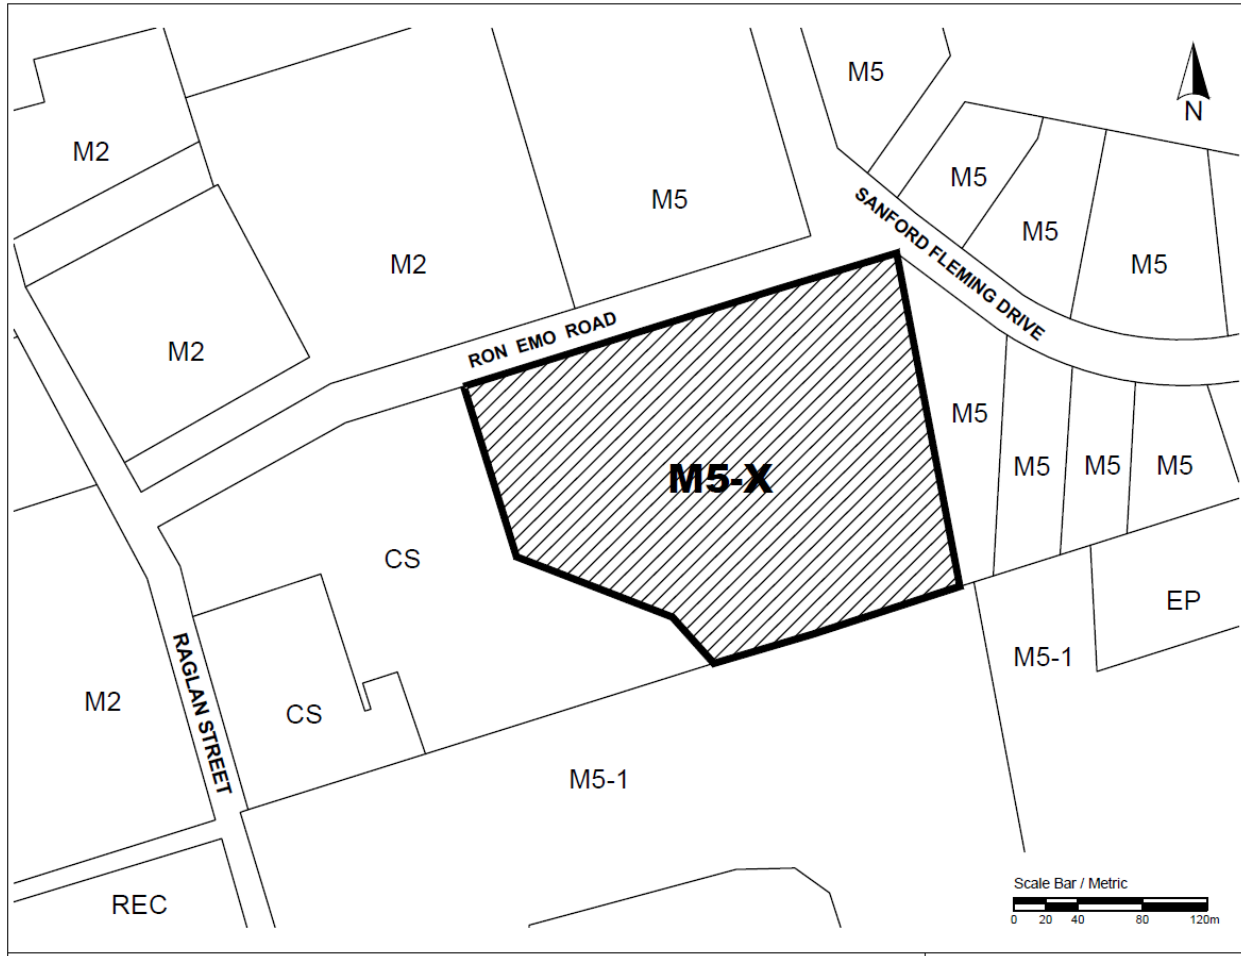 M5
N
M2
M5
M5
SANFORD FLEMING DRIVE
M5
M2
M5
RON EMO ROAD
M2
M5
M5
M5
M5
M5-X
CS
EP
M5-1
RAGLAN STREET
M2
CS
M5-1
Scale Bar / Metric
0 20 40 80 120m
REC